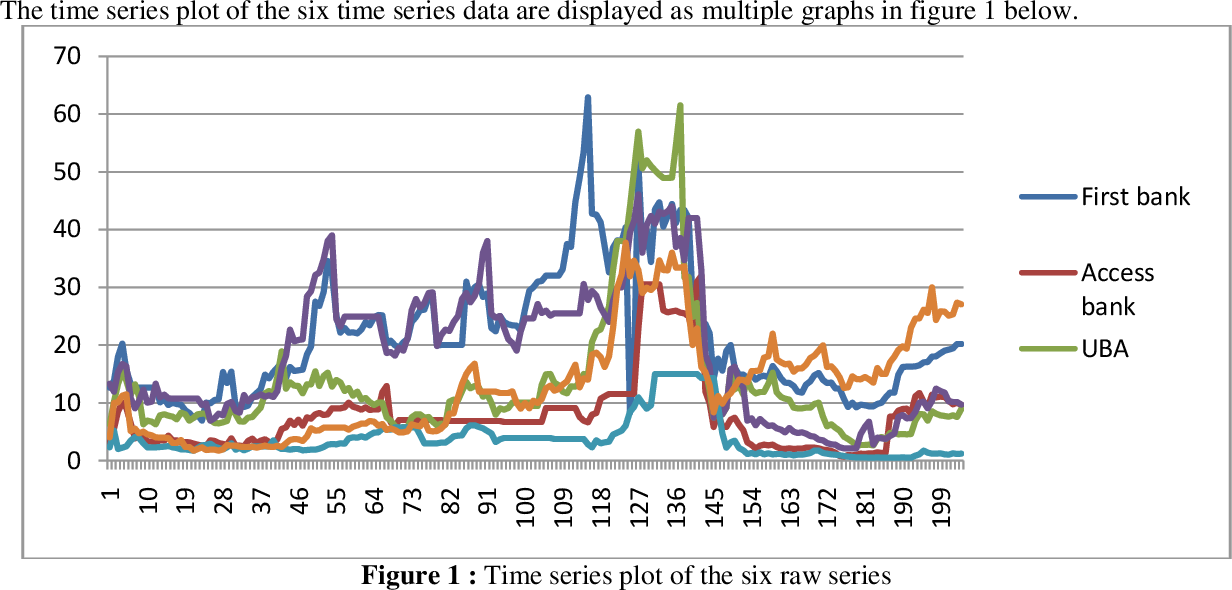 The time series plot of the six time series data are displayed as multiple graphs in figure 1 below.
70
60
50
40
30
20
10
0
1 10 19 28 37 46 55 64 73 82 91 100 109 118 127 136 145 154 163 172 181 190 199
First bank
Access
bank
UBA
Figure 1 : Time series plot of the six raw series